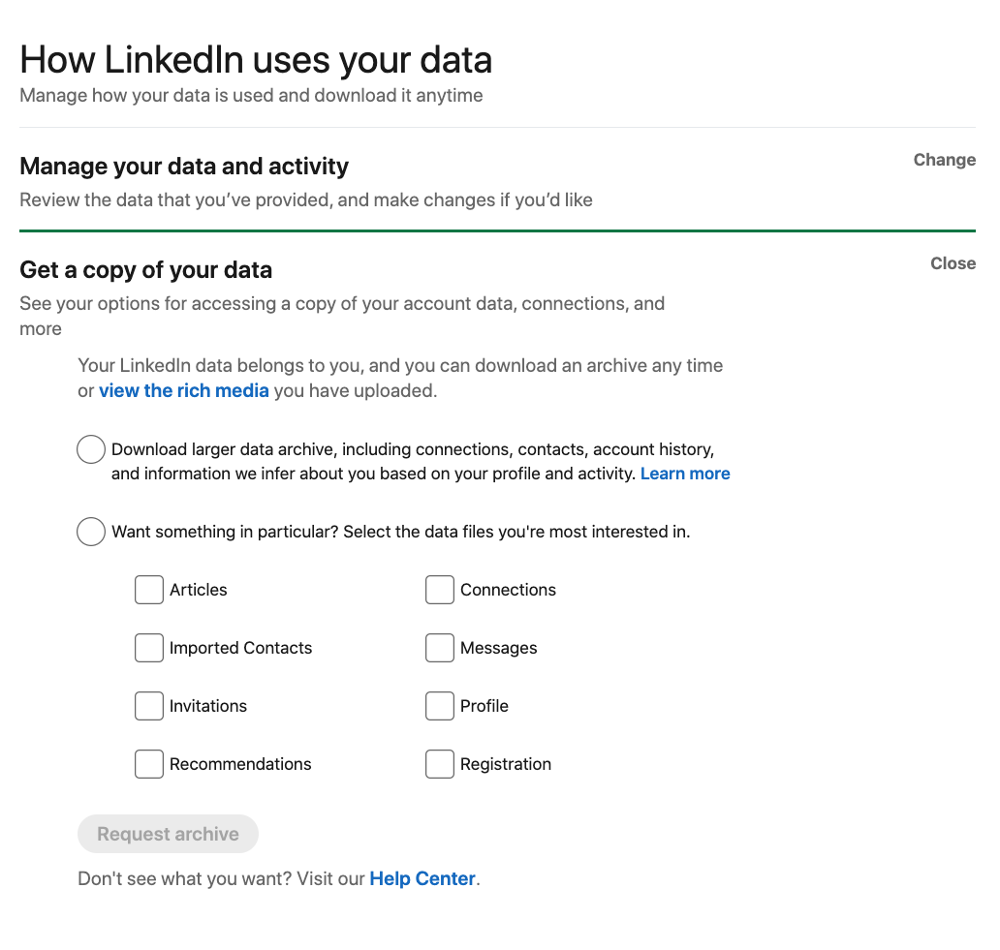 How LinkedIn uses your data
Manage how your data is used and download it anytime
Manage your data and activity
Change
Review the data that you’ve provided, and make changes if you’d like
Get a copy of your data
Close
See your options for accessing a copy of your account data, connections, and
more
Your LinkedIn data belongs to you, and you can download an archive any time
or view the rich media you have uploaded.
Download larger data archive, including connections, contacts, account history,
and information we infer about you based on your profile and activity. Learn more
Want something in particular? Select the data files you're most interested in.
Articles
Connections
Imported Contacts
Messages
Invitations
Profile
Recommendations
Registration
Request archive
Don't see what you want? Visit our Help Center.